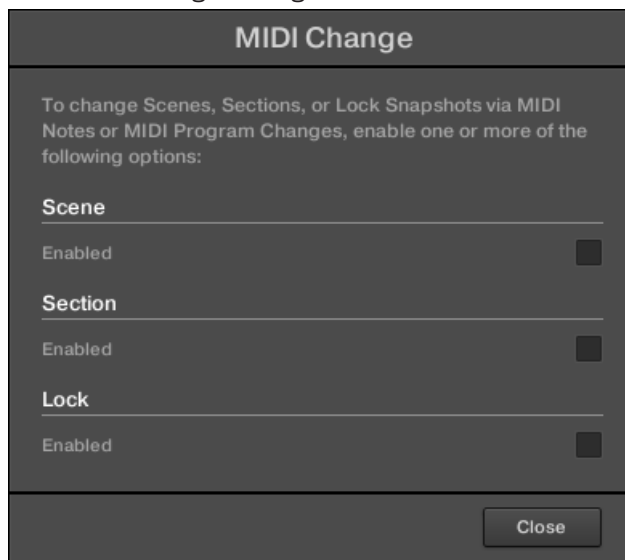 MIDI Change
To change Scenes, Sections, or Lock Snapshots via MIDI
Notes or MIDI Program Changes, enable one or more of the
following options:
Scene
Enabled
Section
Enabled
Lock
Enabled
Close